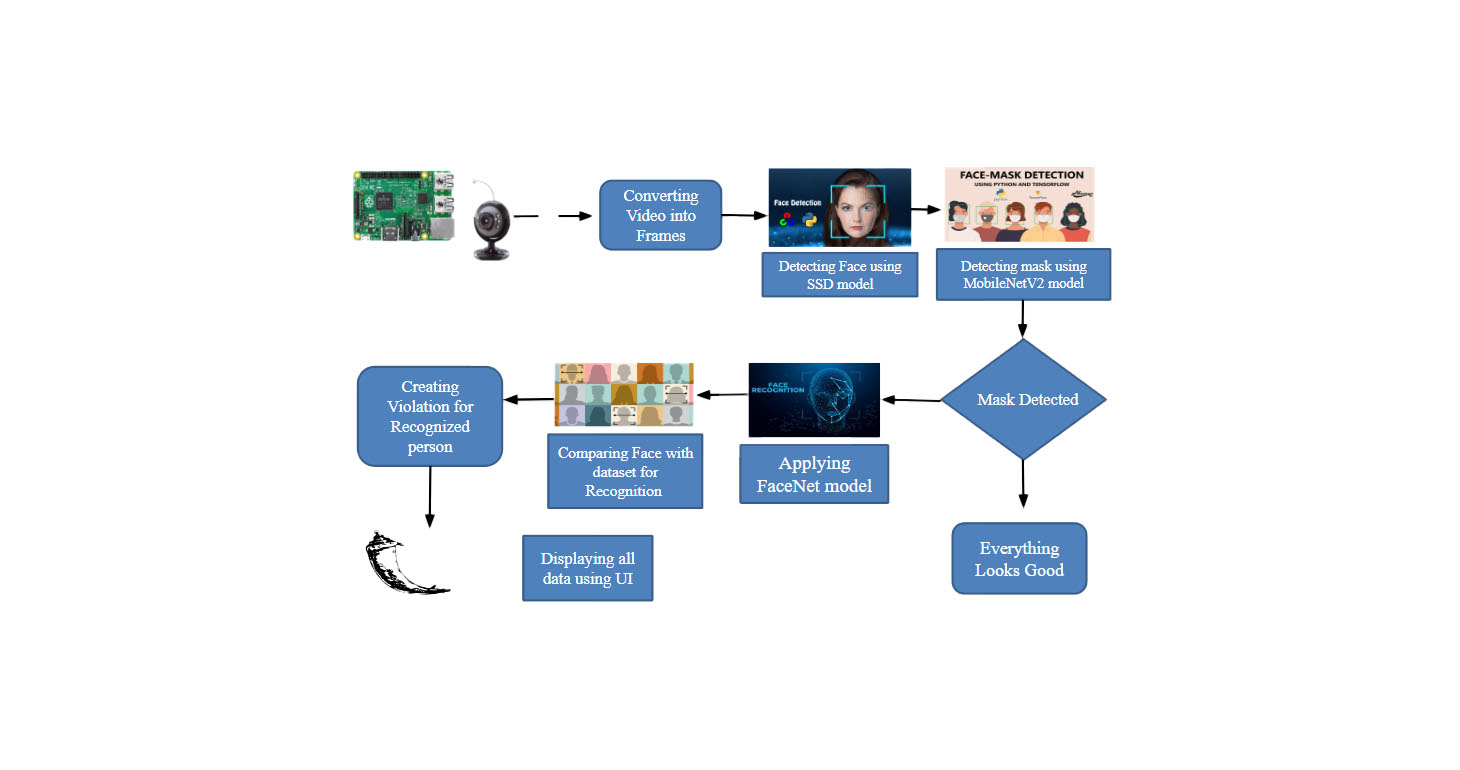 Converting
Video into
Frames
Face Detection
Detecting Face using
SSD model
FACE-MASK DETECTION
USING PYTHON AND TENSORFLOW
Detecting mask using
MobileNetV2 model
Mask Detected
Everything
Looks Good
FACE
RECOGNITION
Applying
FaceNet model
Comparing Face with
dataset for
Recognition
Creating
Violation for
Recognized
person
Displaying all
data using UI